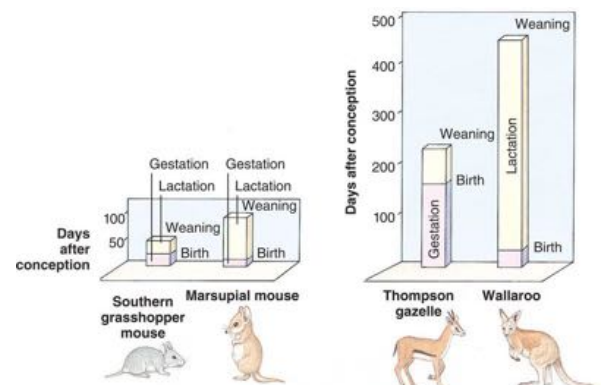 Gestation Gestation
Lactation Lactation
Weaning
100
Weaning
50
Birth Birth
Days
after
conception
Southern
grasshopper
mouse
Marsupial mouse
500
Weaning
400
300
Weaning
200
Birth
100
Birth
Days after conception
Gestation
Lactation
Thompson
gazelle
Wallaroo